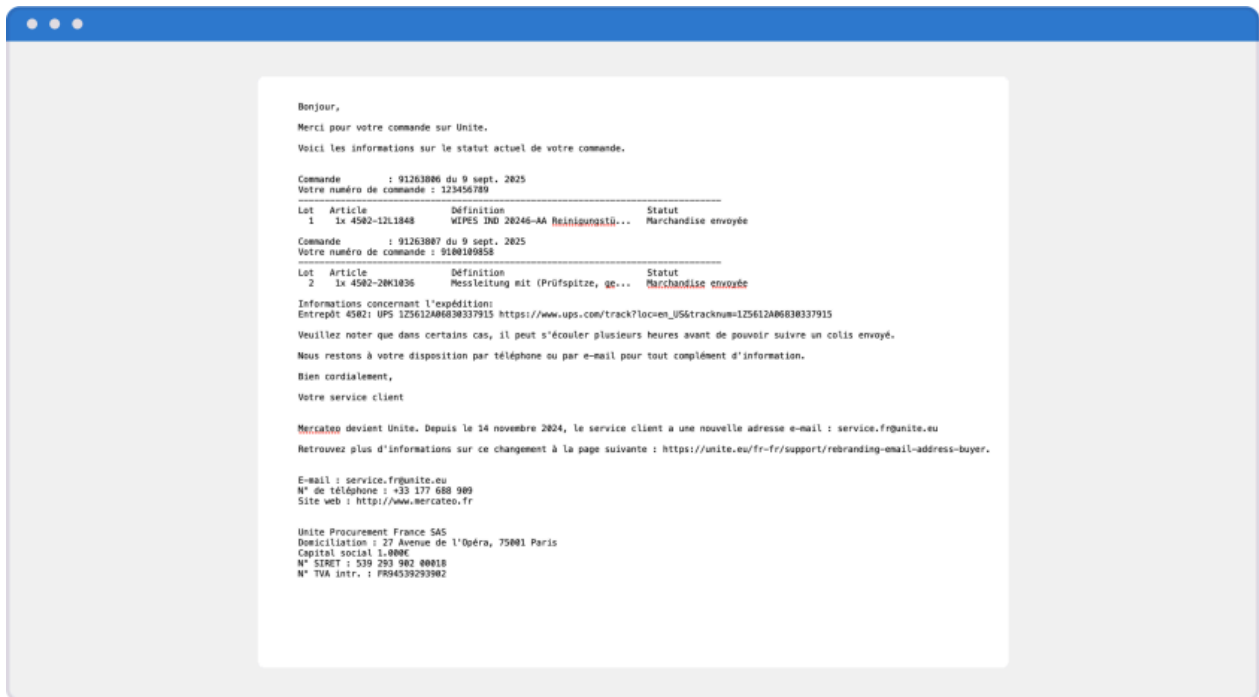 Bonjour,
Merci pour votre commande sur Unite.
Voici les informations sur le statut actuel de votre commande.
Commande : 91263806 du 9 sept. 2025
Votre numéro de commande : 123456789
Lot Article Définition Statut
1 1x 4502-12L1848 WIPES IND 20246-AA Reinigungstü... Marchandise envoyée
Commande : 91263807 du 9 sept. 2025
Votre numéro de commande : 9100109858
Lot Article Définition Statut
2 1x 4502-20K1036 Messleitung mit (Prüfspitze, ge... Marchandise envoyée
Informations concernant l'expédition:
Entrepôt 4502: UPS 1Z5612A06830337915 https://www.ups.com/track?loc=en_US&tracknum=1Z5612A06830337915
Veuillez noter que dans certains cas, il peut s'écouler plusieurs heures avant de pouvoir suivre un colis envoyé.
Nous restons à votre disposition par téléphone ou par e-mail pour tout complément d'information.
Bien cordialement,
Votre service client
Mercateo devient Unite. Depuis le 14 novembre 2024, le service client a une nouvelle adresse e-mail : service.fr@unite.eu
Retrouvez plus d'informations sur ce changement à la page suivante : https://unite.eu/fr-fr/support/rebranding-email-address-buyer.
E-mail : service.fr@unite.eu
N° de téléphone : +33 177 688 909
Site web : http://www.mercateo.fr
Unite Procurement France SAS
Domiciliation : 27 Avenue de l'Opéra, 75001 Paris
Capital social 1.000€
N° SIRET : 539 293 902 00018
N° TVA intr. : FR94539293902